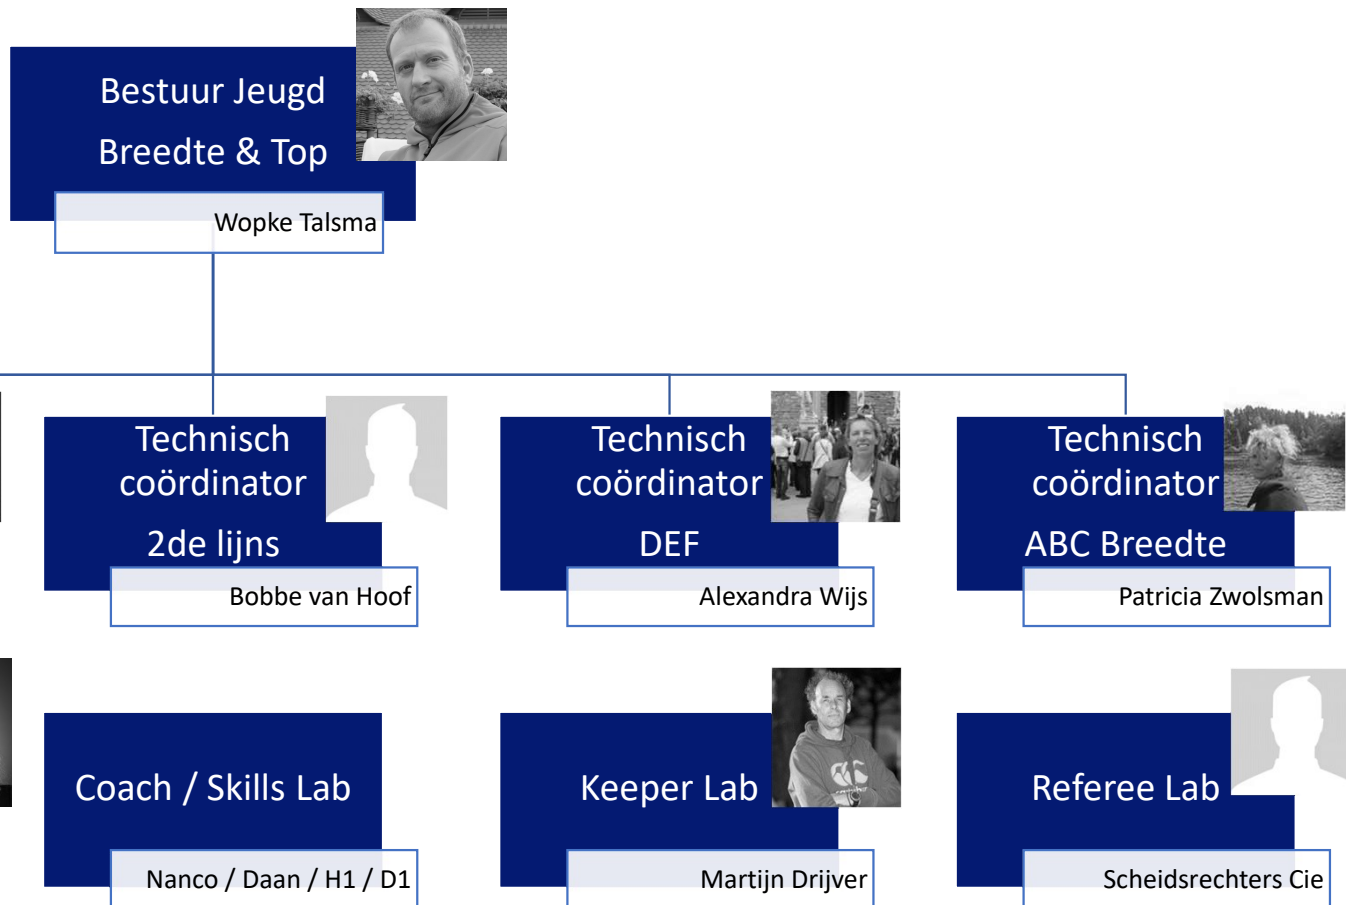 Bestuur Jeugd
Breedte & Top
Wopke Talsma
Technisch
coördinator
2de lijns
Bobbe van Hoof
Technisch
coördinator
DEF
Alexandra Wijs
Technisch
coördinator
ABC Breedte
Patricia Zwolsman
Coach / Skills Lab
Nanco / Daan / H1 / D1
Keeper Lab
Martijn Drijver
Referee Lab
Scheidsrechters Cie